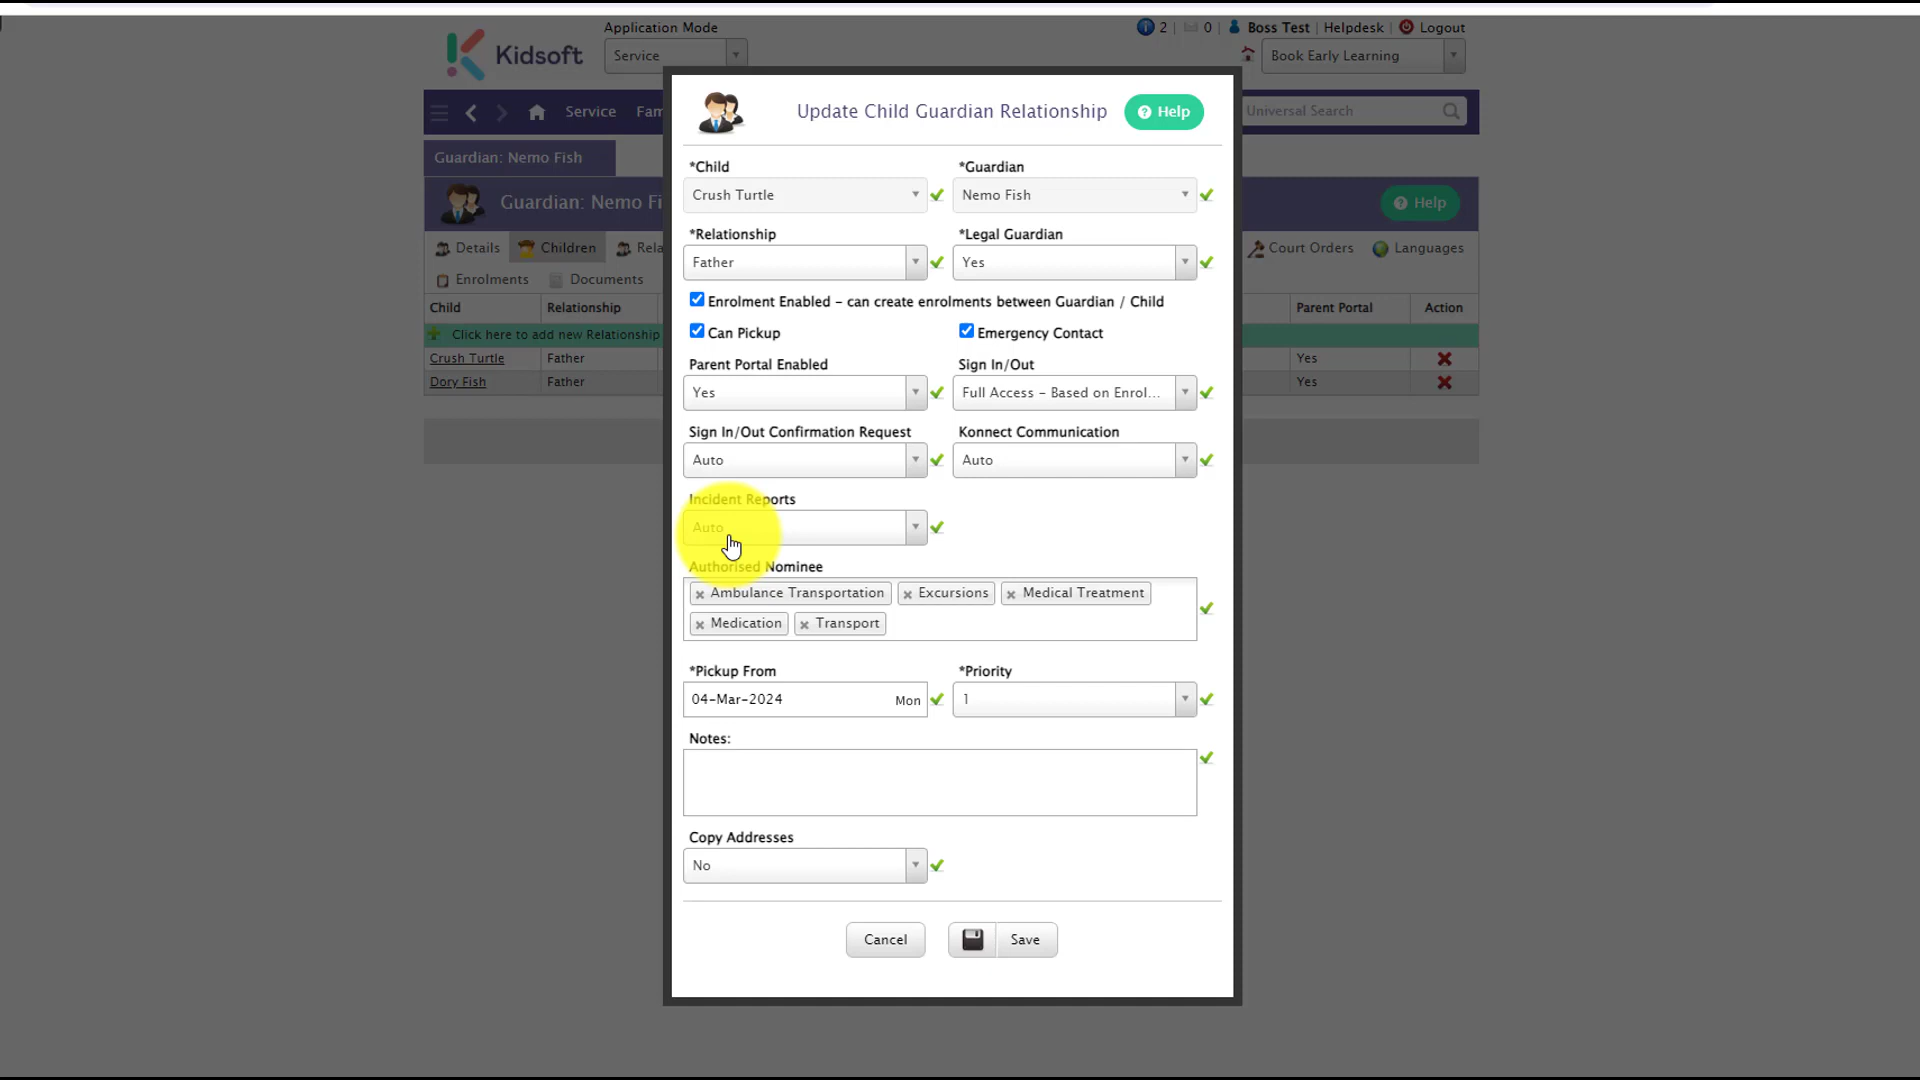 Application Mode
2 | 0 Boss Test | Helpdesk | Logout
Kidsoft
Service
Book Early Learning
Service Fam
Universal Search
Guardian: Nemo Fish
Guardian: Nemo Fi
Help
Details Children Rela
Court Orders Languages
Enrolments Documents
Child Relationship
Parent Portal Action
Click here to add new Relationship
Crush Turtle Father
Yes
Dory Fish Father
Yes
Update Child Guardian Relationship Help
*Child *Guardian
Crush Turtle Nemo Fish
*Relationship *Legal Guardian
Father Yes
Enrolment Enabled - can create enrolments between Guardian / Child
Can Pickup Emergency Contact
Parent Portal Enabled Sign In/Out
Yes Full Access - Based on Enrol...
Sign In/Out Confirmation Request Konnect Communication
Auto Auto
Incident Reports
Auto
Authorised Nominee
Ambulance Transportation Excursions Medical Treatment
Medication Transport
*Pickup From *Priority
04-Mar-2024 Mon 1
Notes:
Copy Addresses
No
Cancel Save